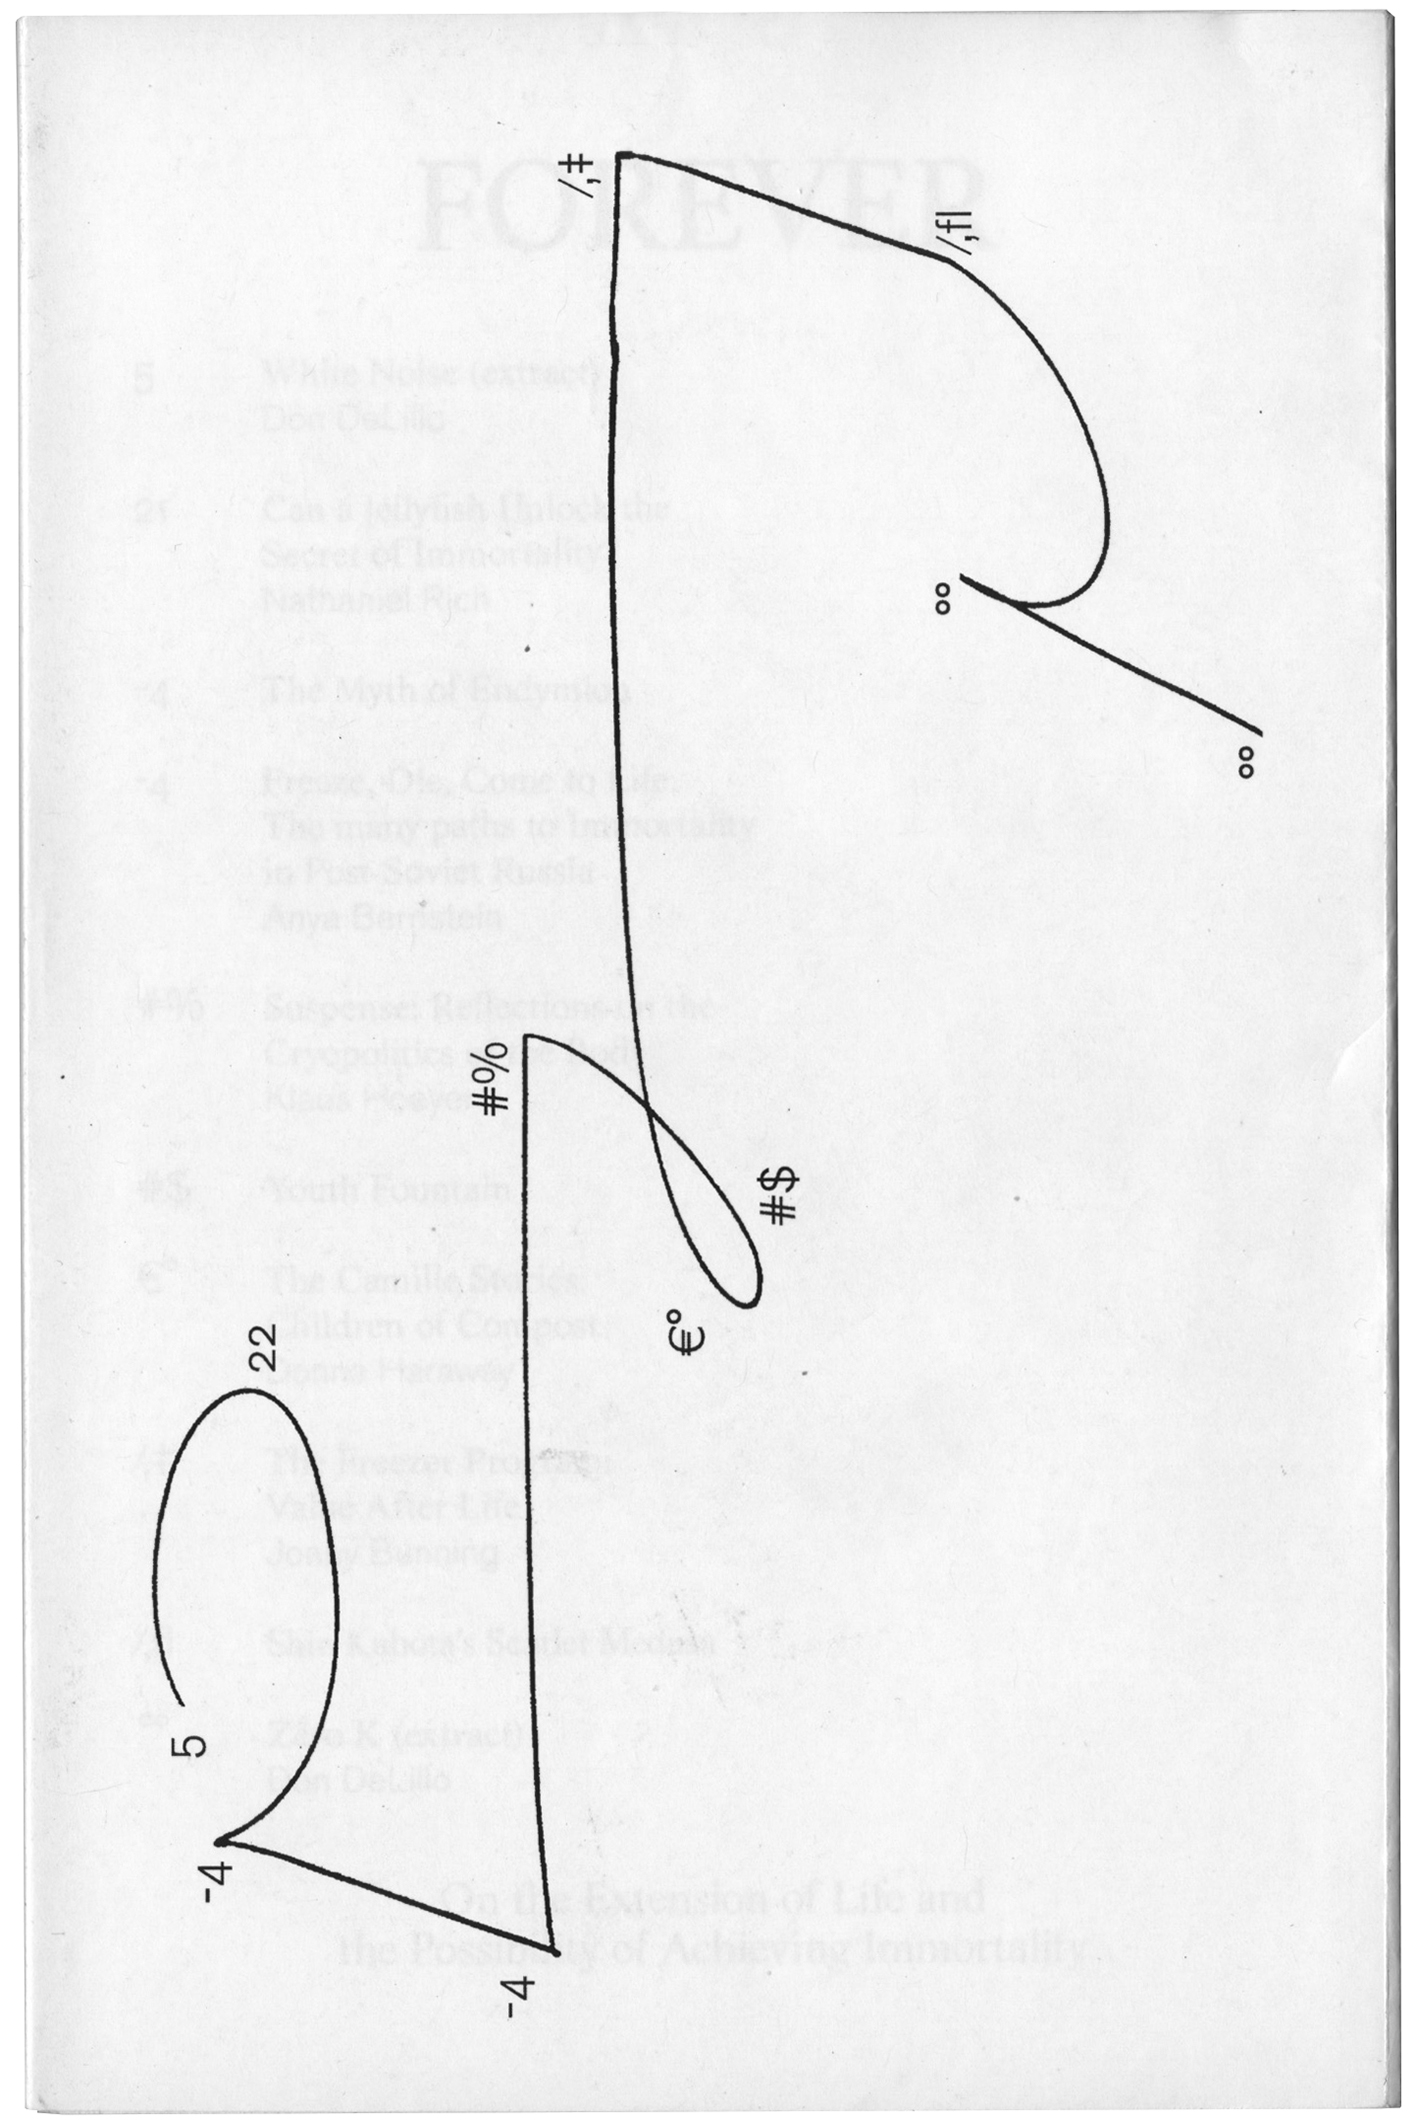 FOREVER
5 White Noise (extract)
Don DeLillo
21 Can a Jellyfish Unlock the
Secret of Immortality
Nathaniel Rich
-4 The Myth of Endymion
-4 Freeze, Die, Come to Life:
The many paths to Immortality
in Post-Soviet Russia
Anya Bernstein
#% Suspense: Reflections on the
Cryopolitics of the Body
Klaus Hoeyer
#$ Youth Fountain
€° The Camille Stories
Children of Compost
Donna Haraway
The Freezer Program:
Value After Life
Jonny Bunning
Shin Kubota's Scarlet Medusa
°° Zero K (extract)
Don DeLillo
On the Extension of Life and
the Possibility of Achieving Immortality
5
22
-4
-4
#%
#$
€°
/,‡
/,fl
°°
°°